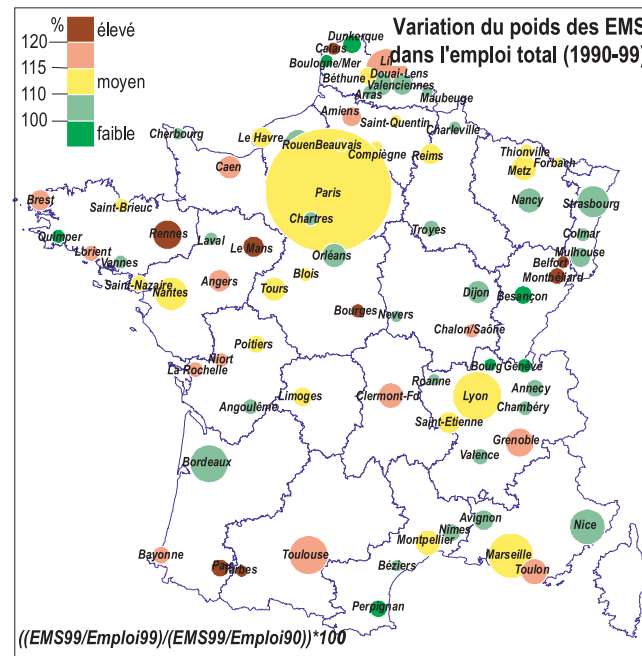 Variation du poids des EMS
dans l'emploi total (1990-99)
%
élevé
120
115
moyen
110
100
faible
Dunkerque
Calais
Boulogne/Mer
Béthune
Douai-Lens
Valenciennes
Arras
Maubeuge
Amiens
Saint-Quentin
Charleville
Cherbourg
Le Havre
Rouen
Beauvais
Compiègne
Reims
Thionville
Forbach
Metz
Caen
Paris
Nancy
Strasbourg
Brest
Saint-Brieuc
Chartres
Troyes
Colmar
Quimper
Rennes
Laval
Le Mans
Orléans
Mulhouse
Lorient
Vannes
Belfort
Montbéliard
Saint-Nazaire
Nantes
Angers
Tours
Blois
Dijon
Besançon
Bourges
Nevers
Chalon/Saône
Poitiers
Niort
La Rochelle
Bourg
Genève
Roanne
Annecy
Angoulême
Limoges
Clermont-Fd
Lyon
Chambéry
Saint-Etienne
Grenoble
Valence
Bordeaux
Avignon
Nîmes
Nice
Montpellier
Bayonne
Toulouse
Marseille
Pau
Tarbes
Béziers
Toulon
Perpignan
((EMS99/Emploi99)/(EMS99/Emploi90))*100